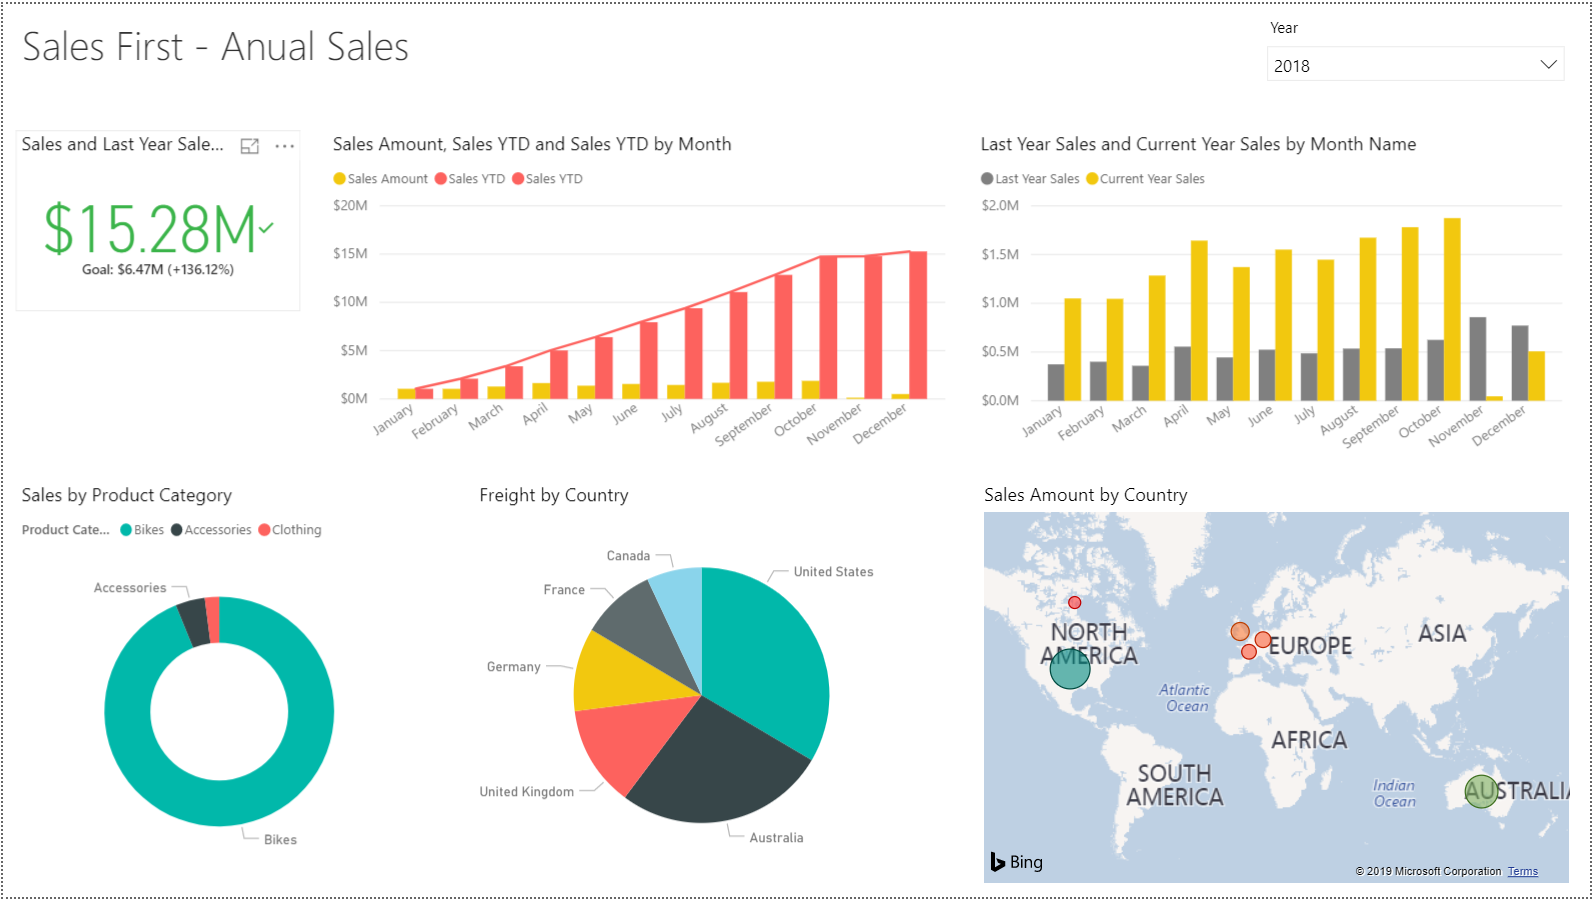 Sales First - Anual Sales
Year
2018
Sales and Last Year Sale...
$15.28M
Goal: $6.47M (+136.12%)
Sales Amount, Sales YTD and Sales YTD by Month
Sales Amount Sales YTD Sales YTD
$20M
$15M
$10M
$5M
$0M
January February March April May June July August September October November December
Last Year Sales and Current Year Sales by Month Name
Last Year Sales Current Year Sales
$2.0M
$1.5M
$1.0M
$0.5M
$0.0M
January February March April May June July August September October November December
Sales by Product Category
Product Cate... Bikes Accessories Clothing
Accessories
Bikes
Freight by Country
Canada
United States
France
Germany
United Kingdom
Australia
Sales Amount by Country
NORTH
AMERICA
EUROPE
ASIA
Atlantic
Ocean
AFRICA
SOUTH
AMERICA
Indian
Ocean
AUSTRALIA
Bing
© 2019 Microsoft Corporation Terms